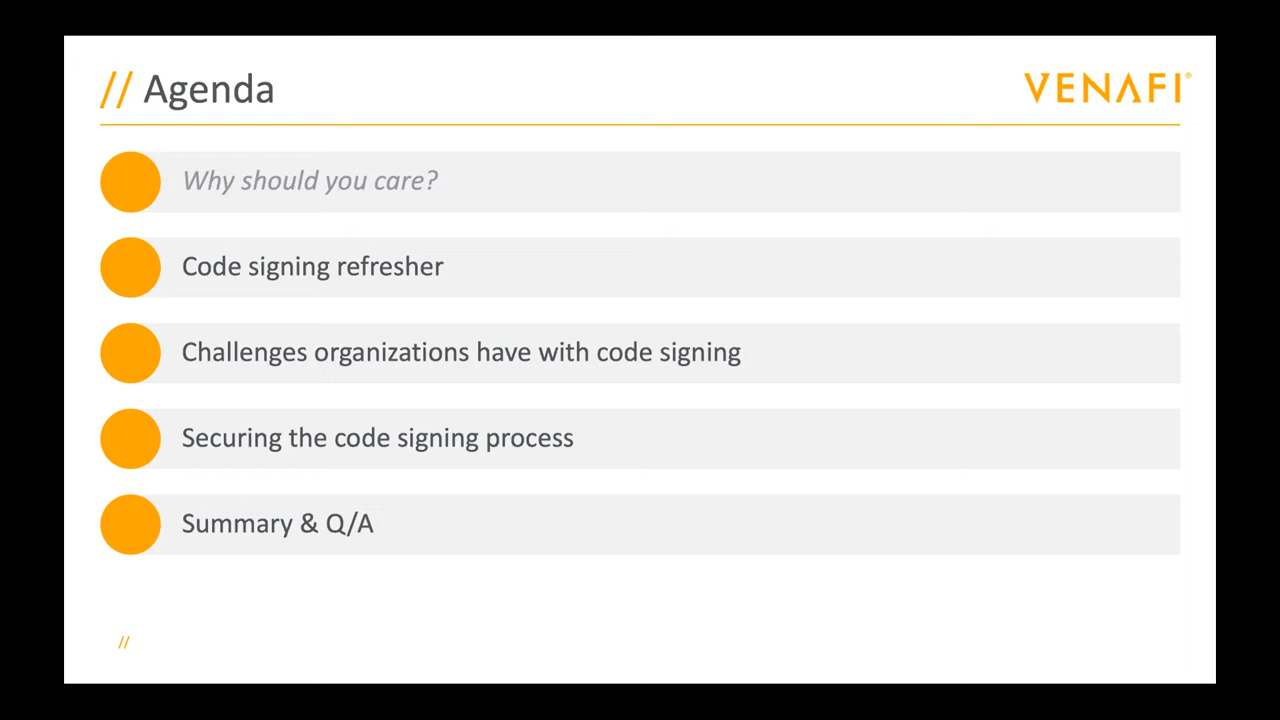 // Agenda
VENAFI®
Why should you care?
Code signing refresher
Challenges organizations have with code signing
Securing the code signing process
Summary & Q/A
//